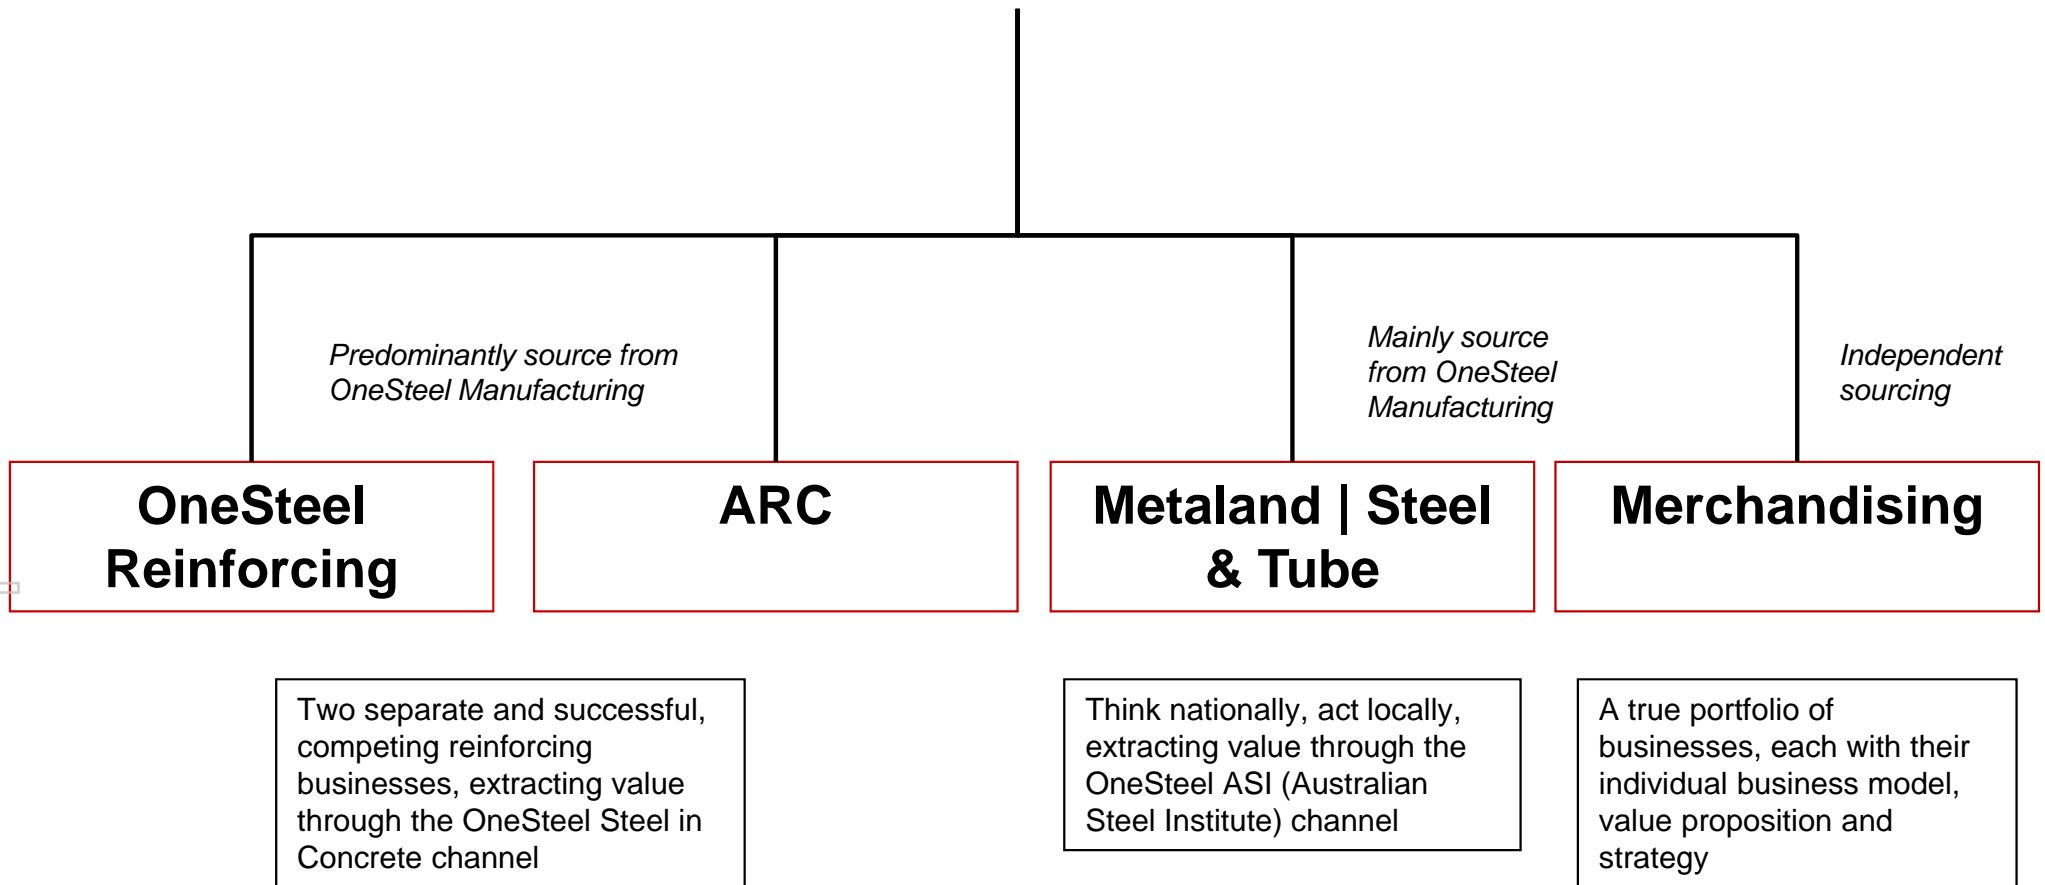 Predominantly source from
OneSteel Manufacturing
Mainly source
from OneSteel
Manufacturing
Independent
sourcing
OneSteel
Reinforcing
ARC
Metaland | Steel
& Tube
Merchandising
Two separate and successful,
competing reinforcing
businesses, extracting value
through the OneSteel Steel in
Concrete channel
Think nationally, act locally,
extracting value through the
OneSteel ASI (Australian
Steel Institute) channel
A true portfolio of
businesses, each with their
individual business model,
value proposition and
strategy